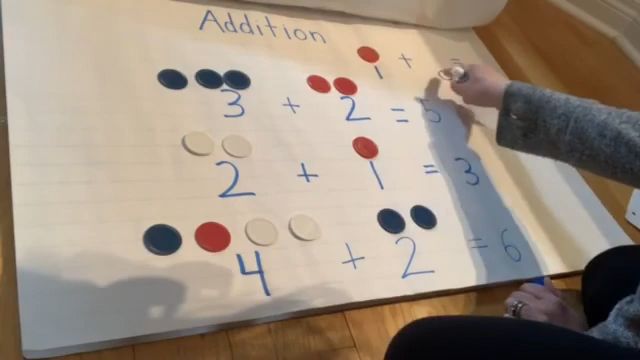 Addition
1 +
3 + 2 = 5
2 + 1 = 3
4 + 2 = 6